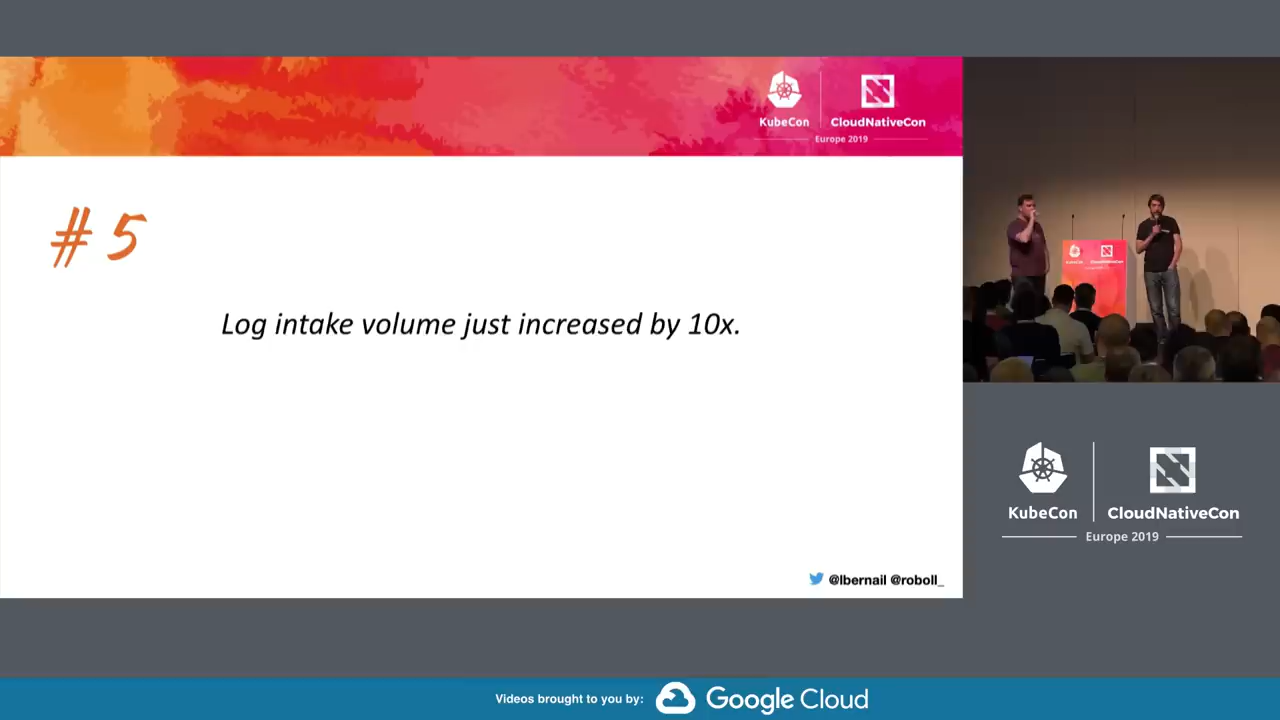 KubeCon
CloudNativeCon
Europe 2019
# 5
Log intake volume just increased by 10x.
@lbernail @roboll_
KubeCon
CloudNativeCon
Europe 2019
Videos brought to you by:
Google Cloud